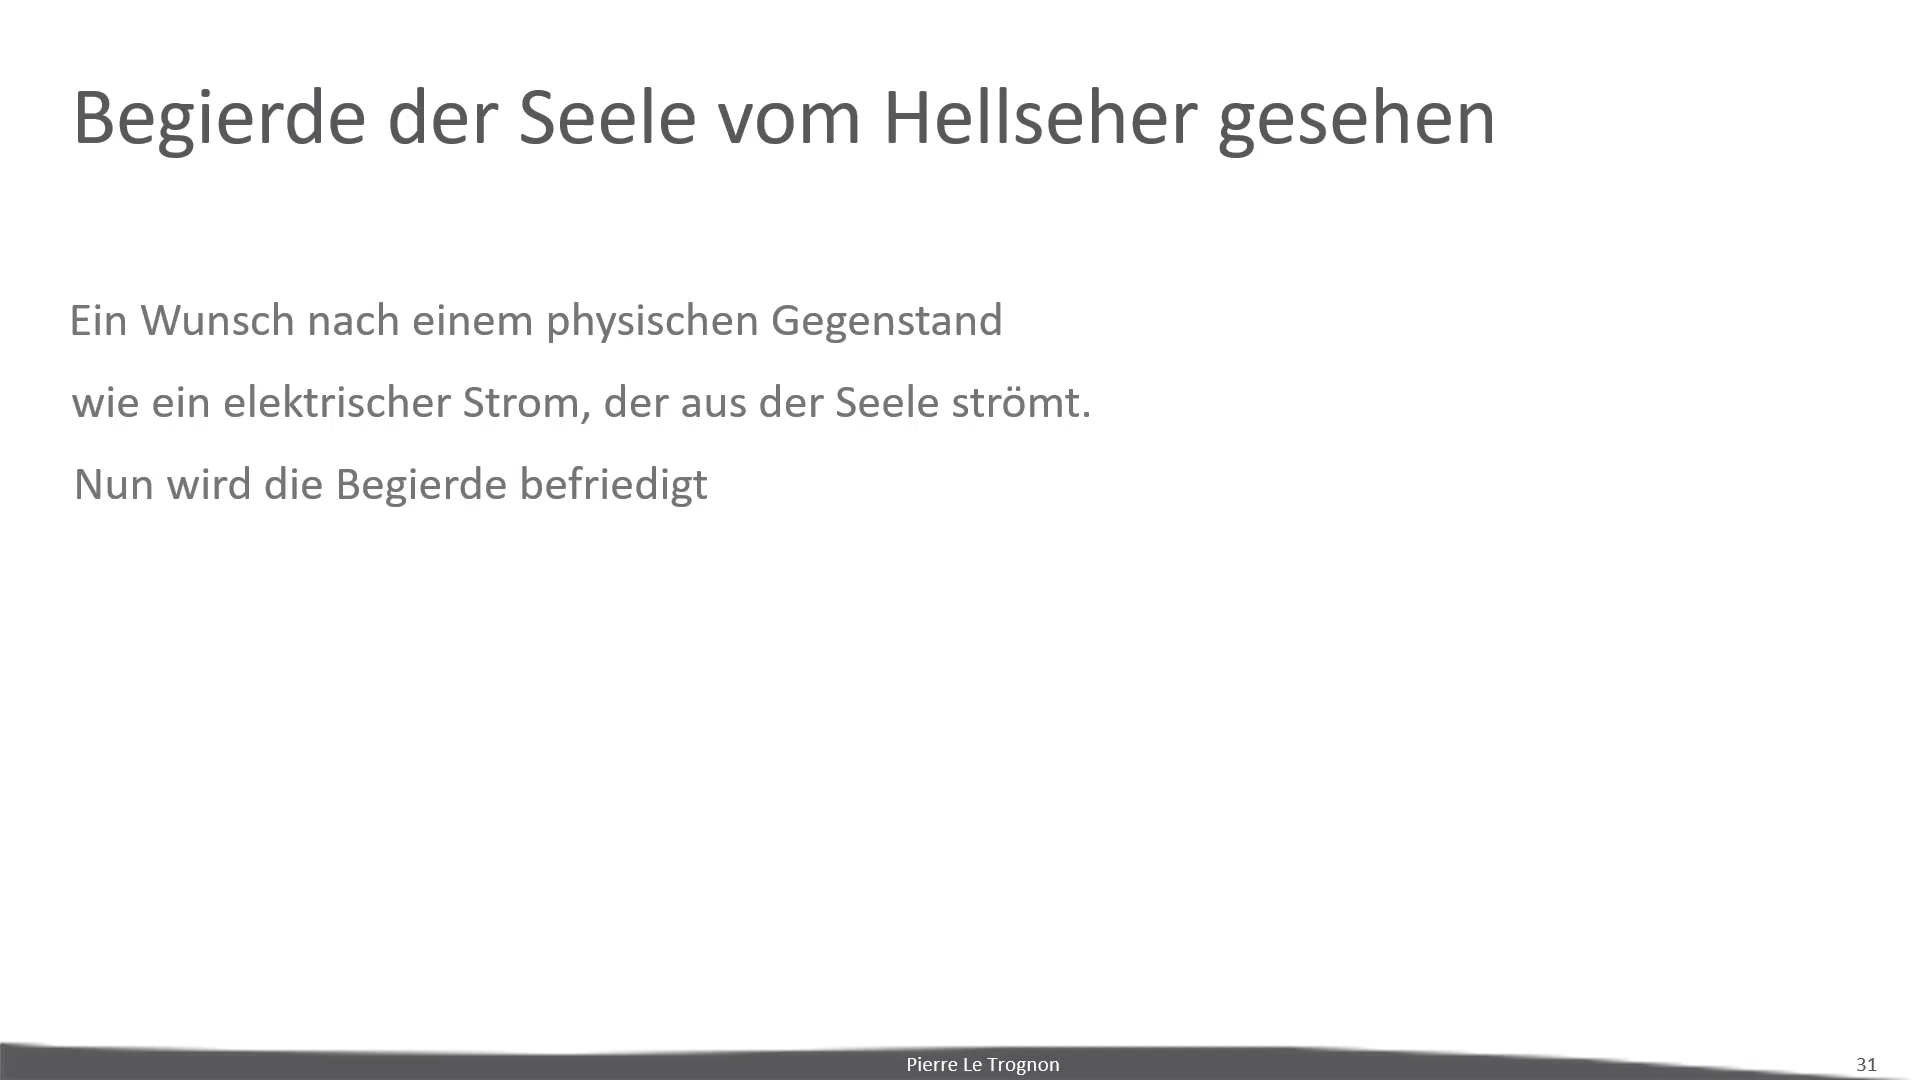 Begierde der Seele vom Hellseher gesehen
Ein Wunsch nach einem physischen Gegenstand
wie ein elektrischer Strom, der aus der Seele strömt.
Nun wird die Begierde befriedigt
Pierre Le Trognon
31